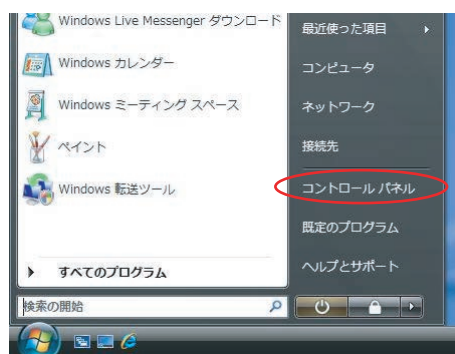 Windows Live Messenger ダウンロード
Windows カレンダー
Windows ミーティング スペース
ペイント
Windows 転送ツール
すべてのプログラム
検索の開始
最近使った項目
コンピュータ
ネットワーク
接続先
コントロール パネル
既定のプログラム
ヘルプとサポート